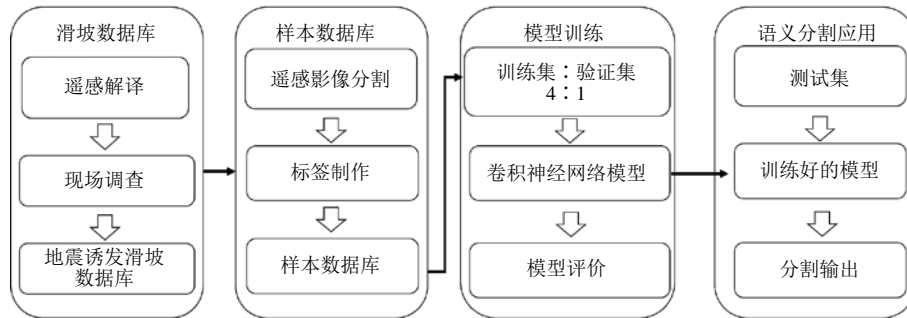 滑坡数据库
遥感解译
现场调查
地震诱发滑坡
数据库
样本数据库
遥感影像分割
标签制作
样本数据库
模型训练
训练集：验证集
4：1
卷积神经网络模型
模型评价
语义分割应用
测试集
训练好的模型
分割输出